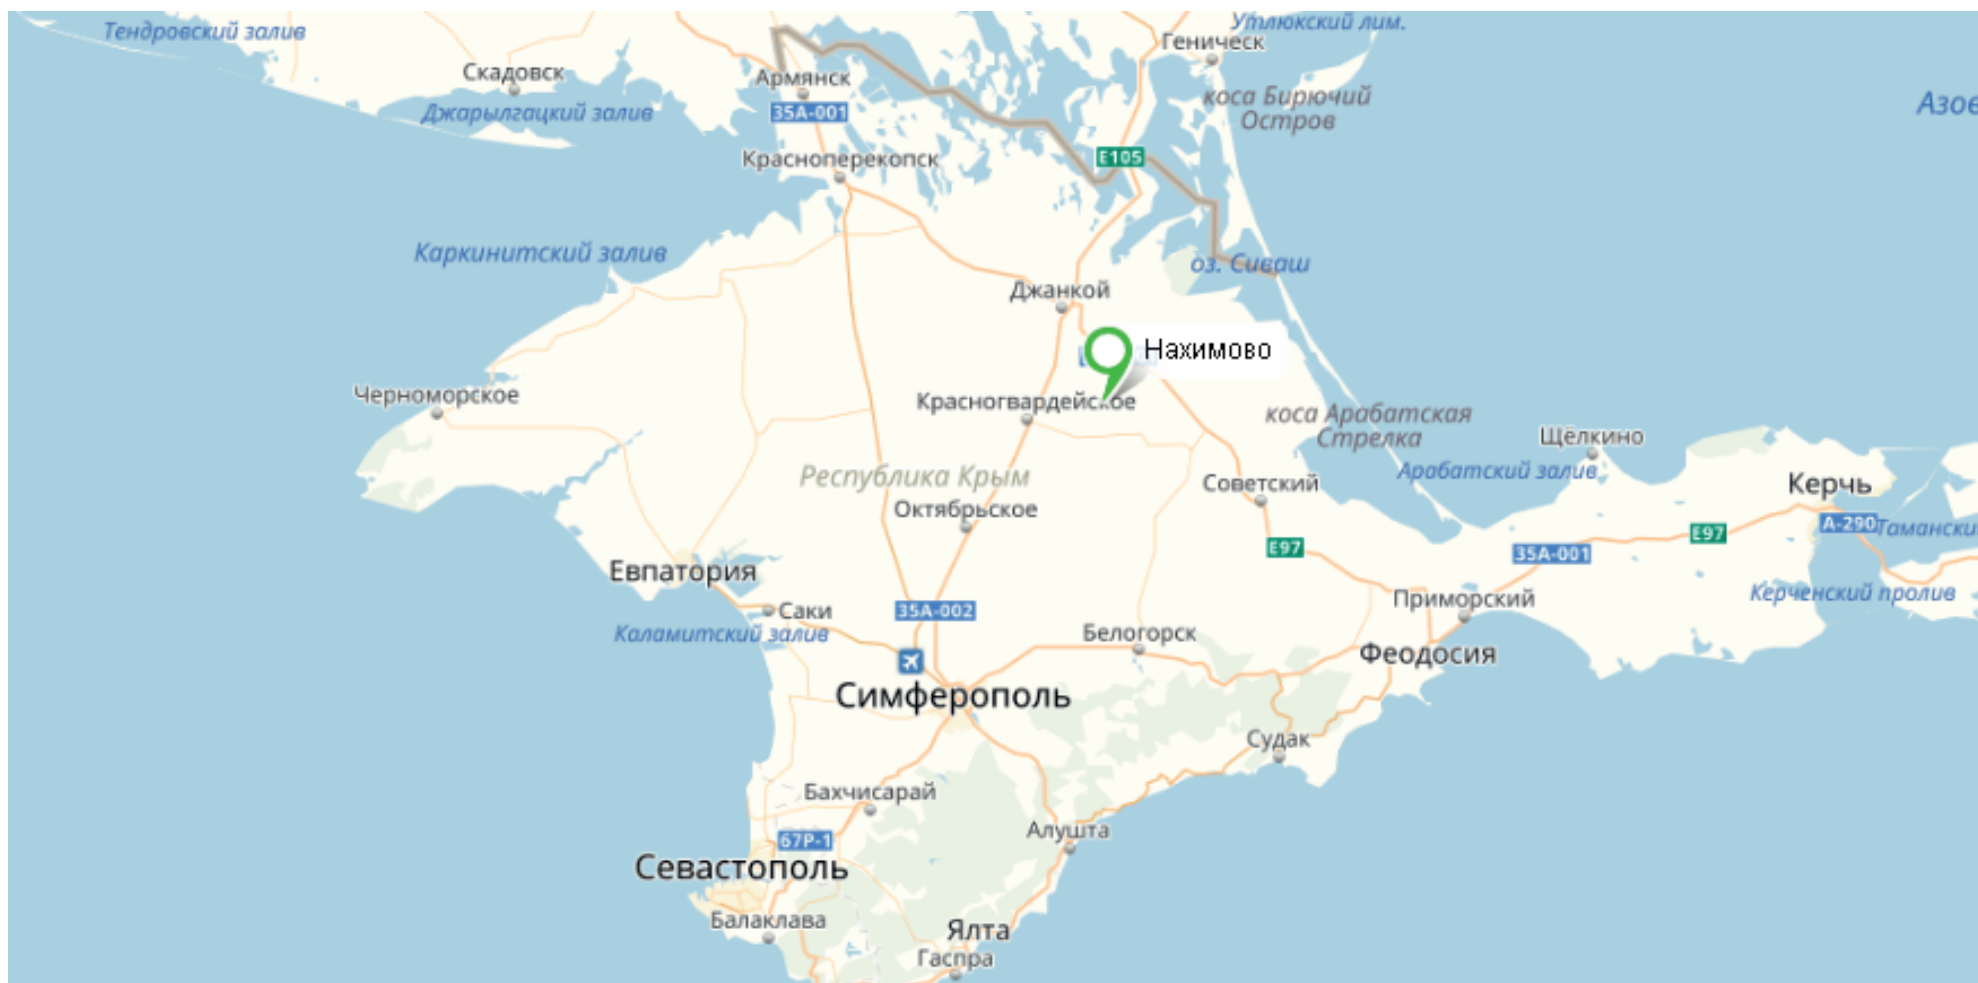 Тендровский залив
Утлюкский лим.
Геническ
Скадовск
Армянск
Джарылгацкий залив
35А-001
коса Бирючий
Остров
Азов
Красноперекопск
E105
Каркинитский залив
оз. Сиваш
Джанкой
Нахимово
Черноморское
Красногвардейское
коса Арабатская
Стрелка
Щёлкино
Арабатский залив
Республика Крым
Советский
Керчь
Октябрьское
А-290
Таманский
E97
E97
35А-001
Евпатория
Керченский пролив
Приморский
Саки
35А-002
Каламитский залив
Белогорск
Феодосия
Симферополь
Судак
Бахчисарай
Алушта
67Р-1
Севастополь
Балаклава
Ялта
Гаспра